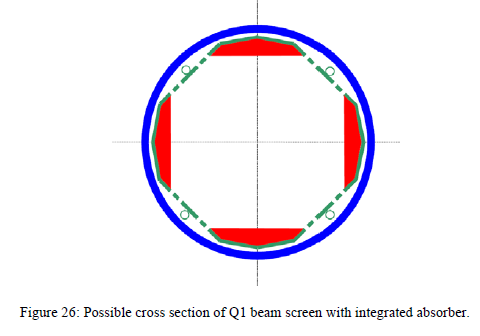 Figure 26: Possible cross section of Q1 beam screen with integrated absorber.